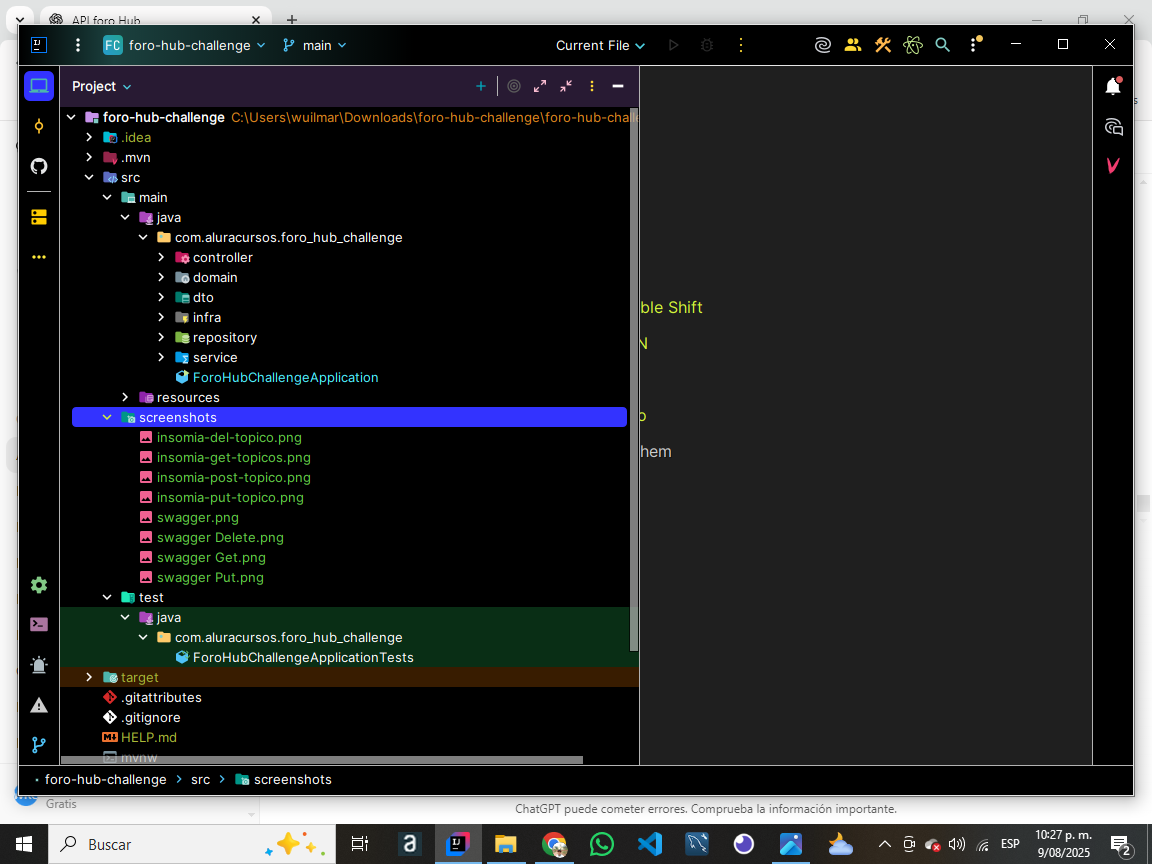 API foro Hub
FC foro-hub-challenge main Current File
Project
foro-hub-challenge C:\Users\wuilmar\Downloads\foro-hub-challenge\foro-hub-chall
.idea
.mvn
src
main
java
com.aluracursos.foro_hub_challenge
controller
domain
dto
infra
ble Shift
repository
N
service
ForoHubChallengeApplication
resources
screenshots
insomia-del-topico.png
insomia-get-topicos.png
hem
insomia-post-topico.png
insomia-put-topico.png
swagger.png
swagger Delete.png
swagger Get.png
swagger Put.png
test
java
com.aluracursos.foro_hub_challenge
ForoHubChallengeApplicationTests
target
.gitattributes
.gitignore
HELP.md
mvnw
foro-hub-challenge > src > screenshots
Gratis
ChatGPT puede cometer errores. Comprueba la información importante.
Buscar
ESP
10:27 p. m.
9/08/2025
2